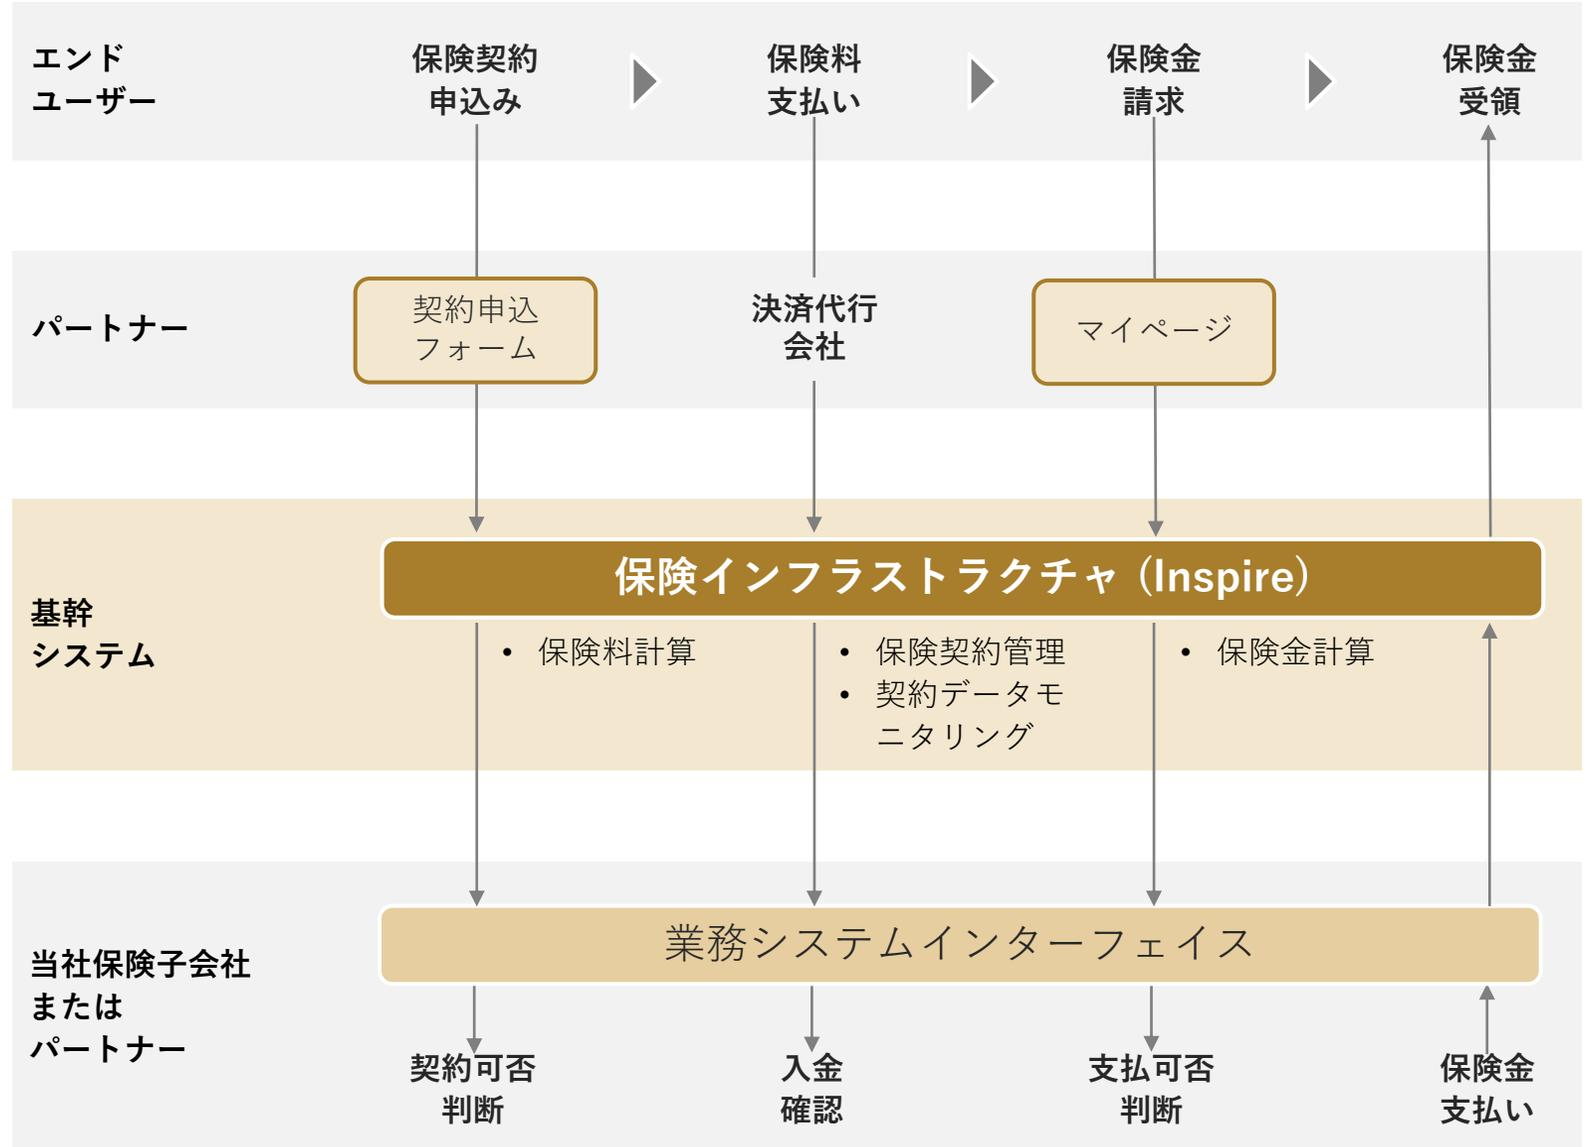 エンド
ユーザー
保険契約
申込み
保険料
支払い
保険金
請求
保険金
受領
パートナー
契約申込
フォーム
決済代行
会社
マイページ
基幹
システム
保険インフラストラクチャ (Inspire)
• 保険料計算
• 保険契約管理
• 契約データモ
ニタリング
• 保険金計算
当社保険子会社
または
パートナー
業務システムインターフェイス
契約可否
判断
入金
確認
支払可否
判断
保険金
支払い